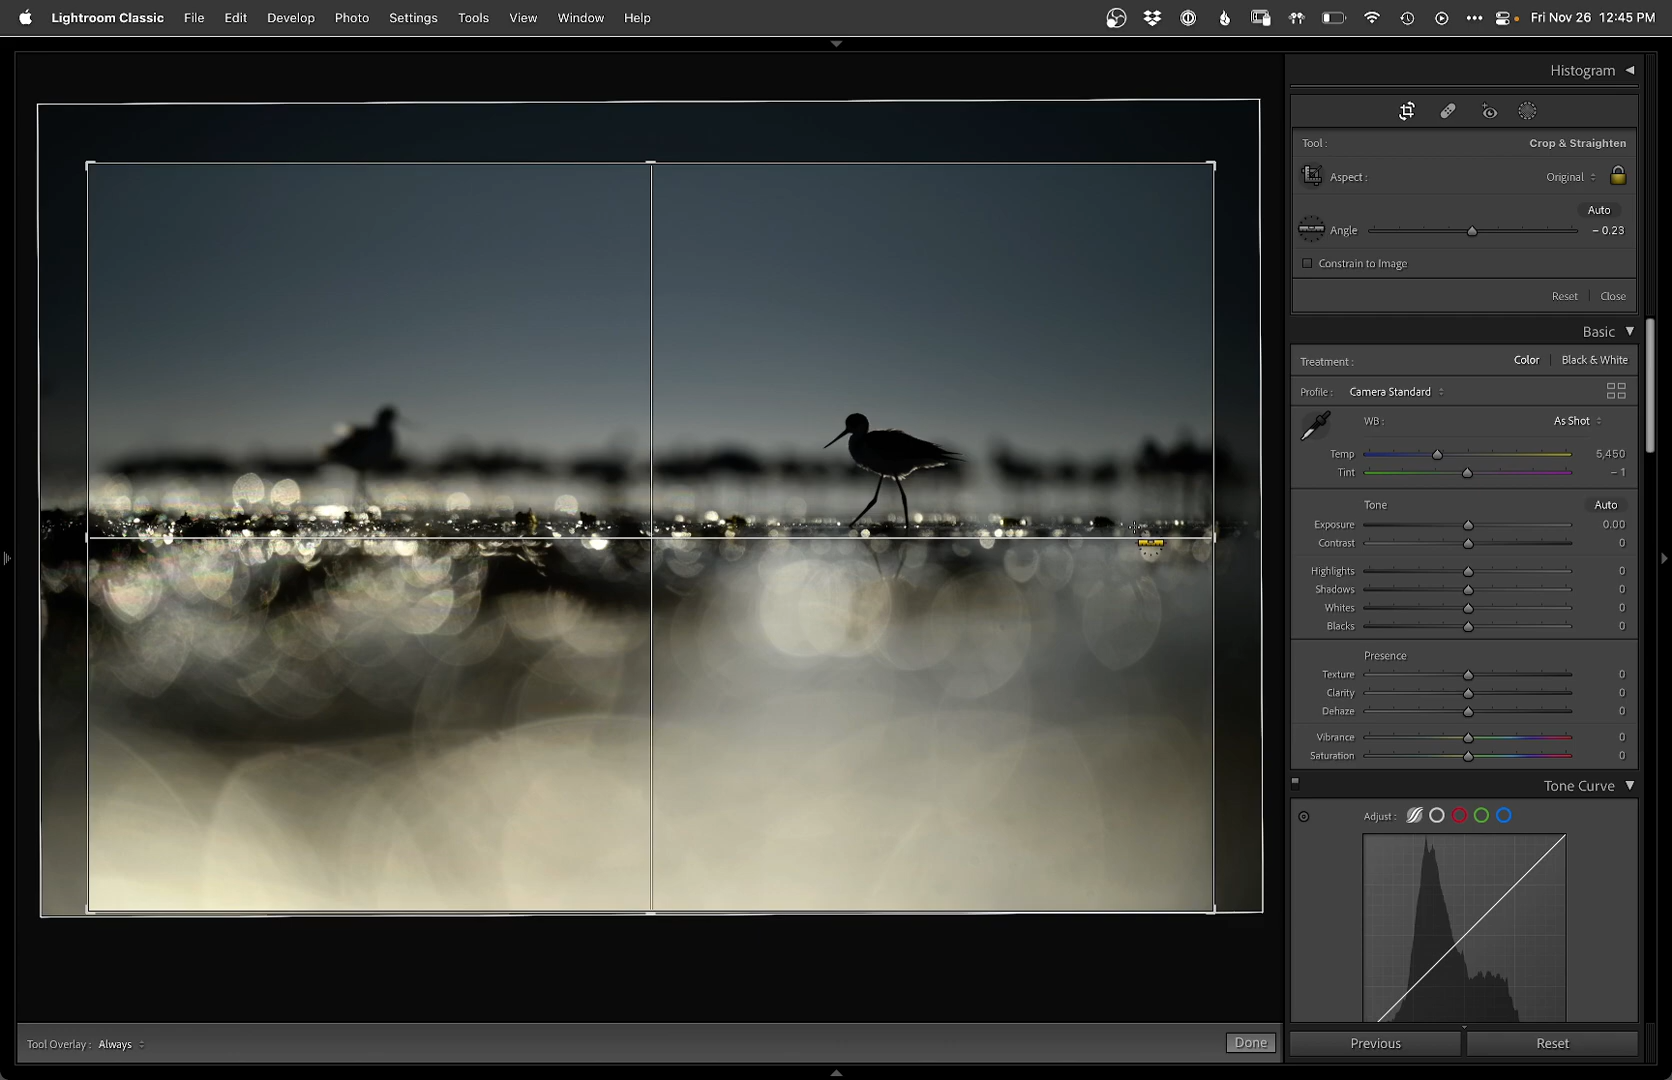 Lightroom Classic File Edit Develop Photo Settings Tools View Window Help Fri Nov 26 12:45 PM
Histogram
Tool : Crop & Straighten
Aspect : Original
Auto
Angle – 0.23
Constrain to Image
Reset Close
Basic
Treatment : Color Black & White
Profile : Camera Standard
WB : As Shot
Temp 5,450
Tint – 1
Tone Auto
Exposure 0.00
Contrast 0
Highlights 0
Shadows 0
Whites 0
Blacks 0
Presence
Texture 0
Clarity 0
Dehaze 0
Vibrance 0
Saturation 0
Tone Curve
Adjust :
Tool Overlay : Always Done Previous Reset